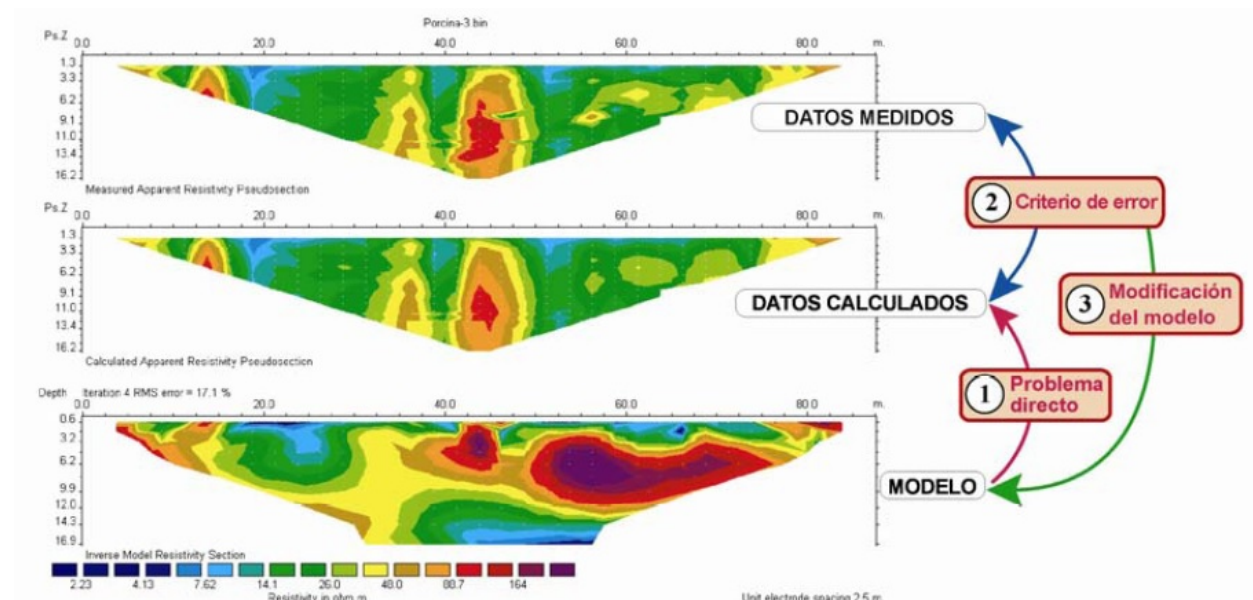 Porcina-3.bin
Ps.Z 0.0 20.0 40.0 60.0 80.0 m.
1.3
3.3
6.2
9.1
11.0
13.4
16.2
Measured Apparent Resistivity Pseudosection
DATOS MEDIDOS
2 Criterio de error
Ps.Z 0.0 20.0 40.0 60.0 80.0 m.
1.3
3.3
6.2
9.1
11.0
13.4
16.2
Calculated Apparent Resistivity Pseudosection
DATOS CALCULADOS
3 Modificación
del modelo
1 Problema
directo
Depth Iteration 4 RMS error = 17.1 %
0.0 20.0 40.0 60.0 80.0 m.
0.6
3.2
6.2
9.9
12.0
14.3
16.9
MODELO
Inverse Model Resistivity Section
2.23 4.13 7.62 14.1 26.0 48.0 88.7 164
Resistivity in ohm.m Unit electrode spacing 2.5 m.